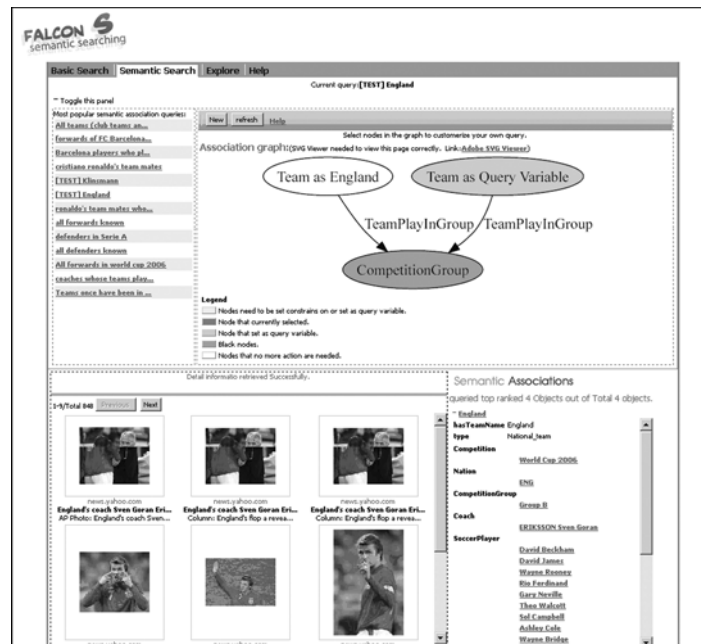 FALCON S
semantic searching
Basic Search Semantic Search Explore Help
Current query:[TEST] England
~ Toggle this panel
Most popular semantic association queries:
All teams (club teams an...
forwards of FC Barcelona...
Barcelona players who pl...
cristiano ronaldo's team mates
[TEST] Klinsmann
[TEST] England
ronaldo's team mates who...
all forwards known
defenders in Serie A
all defenders known
All forwards in world cup 2006
coaches whose teams play...
Teams once have been in ...
New refresh Help
Select nodes in the graph to customerize your own query.
Association graph:(SVG Viewer needed to view this page correctly. Link:Adobe SVG Viewer)
Team as England
Team as Query Variable
TeamPlayInGroup
TeamPlayInGroup
CompetitionGroup
Legend
Nodes need to be set constrains on or set as query variable.
Node that currently selected.
Node that set as query variable.
Black nodes.
Nodes that no more action are needed.
Detail informatio retrieved Successfully.
1-9/Total 848 Previous Next
news.yahoo.com
England's coach Sven Goran Eri...
AP Photo: England's coach Sven...
news.yahoo.com
England's coach Sven Goran Eri...
Column: England's flop a revea...
news.yahoo.com
England's coach Sven Goran Eri...
Column: England's flop a revea...
news.yahoo.com
news.yahoo.com
news.yahoo.com
Semantic Associations
queried top ranked 4 Objects out of Total 4 objects.
~ England
hasTeamName England
type National_team
Competition
World Cup 2006
Nation
ENG
CompetitionGroup
Group B
Coach
ERIKSSON Sven Goran
SoccerPlayer
David Beckham
David James
Wayne Rooney
Rio Ferdinand
Gary Neville
Theo Walcott
Sol Campbell
Ashley Cole
Wayne Bridge